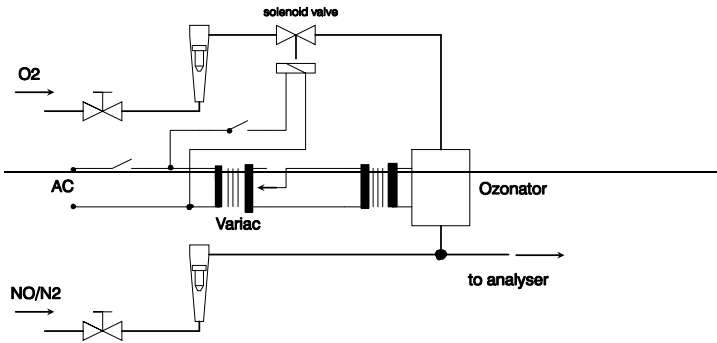 solenoid valve
O2
AC
Ozonator
Variac
NO/N2
to analyser